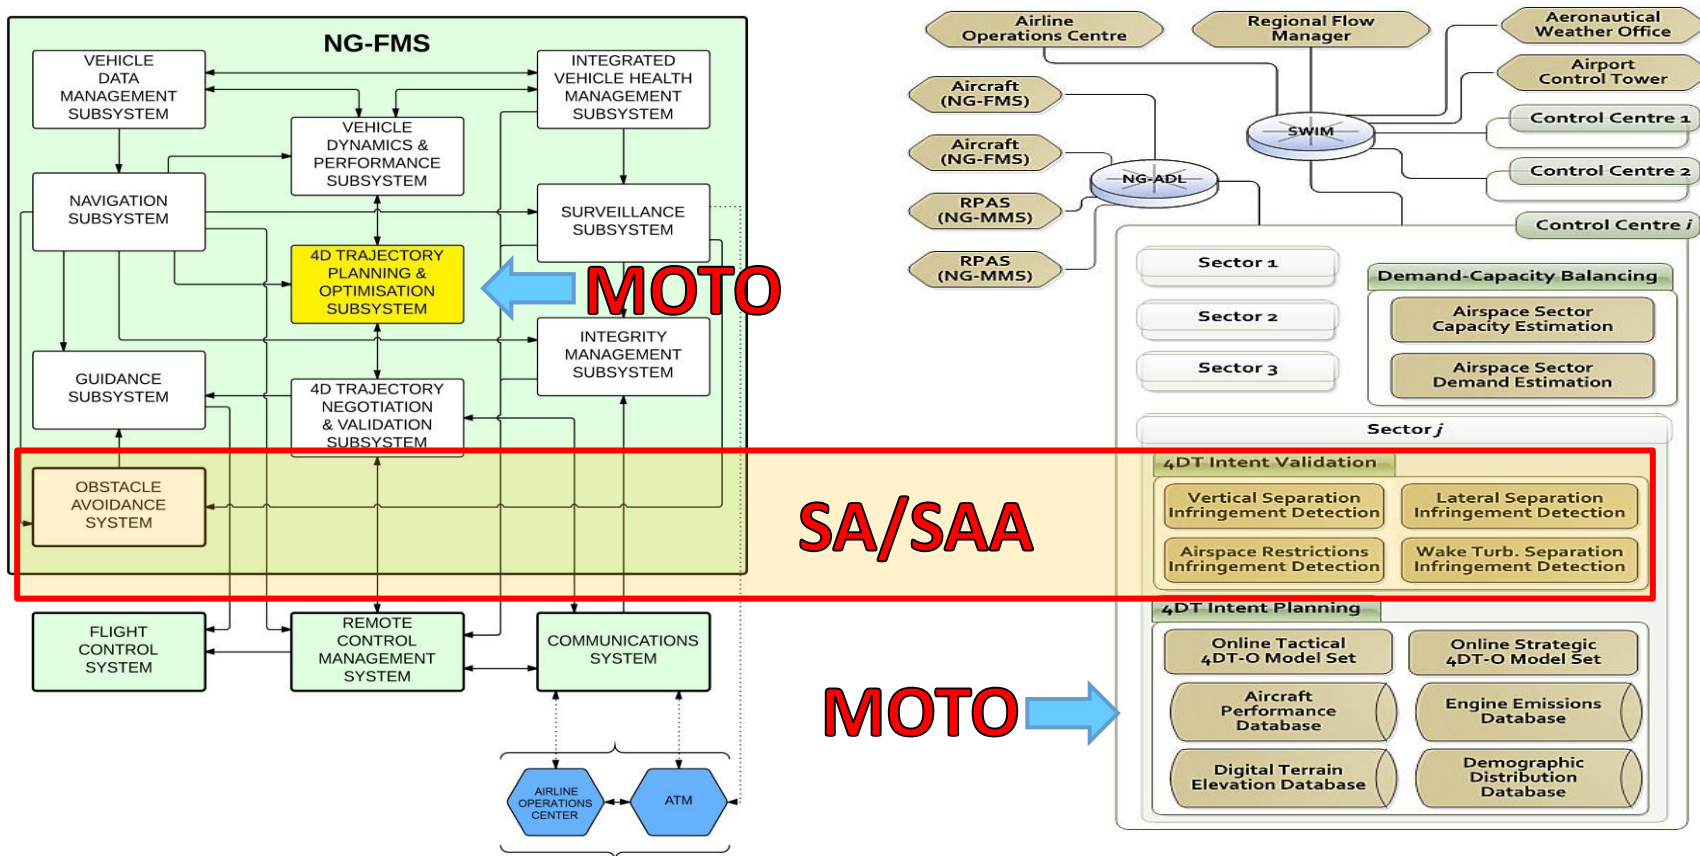 NG-FMS
VEHICLE
DATA
MANAGEMENT
SUBSYSTEM
INTEGRATED
VEHICLE HEALTH
MANAGEMENT
SUBSYSTEM
VEHICLE
DYNAMICS &
PERFORMANCE
SUBSYSTEM
NAVIGATION
SUBSYSTEM
SURVEILLANCE
SUBSYSTEM
4D TRAJECTORY
PLANNING &
OPTIMISATION
SUBSYSTEM
MOTO
INTEGRITY
MANAGEMENT
SUBSYSTEM
GUIDANCE
SUBSYSTEM
4D TRAJECTORY
NEGOTIATION
& VALIDATION
SUBSYSTEM
OBSTACLE
AVOIDANCE
SYSTEM
SA/SAA
FLIGHT
CONTROL
SYSTEM
REMOTE
CONTROL
MANAGEMENT
SYSTEM
COMMUNICATIONS
SYSTEM
AIRLINE
OPERATIONS
CENTER
ATM
Airline
Operations Centre
Regional Flow
Manager
Aeronautical
Weather Office
Airport
Control Tower
Aircraft
(NG-FMS)
Aircraft
(NG-FMS)
RPAS
(NG-MMS)
RPAS
(NG-MMS)
SWIM
NG-ADL
Control Centre 1
Control Centre 2
Control Centre i
Sector 1
Sector 2
Sector 3
Demand-Capacity Balancing
Airspace Sector
Capacity Estimation
Airspace Sector
Demand Estimation
Sector j
4DT Intent Validation
Vertical Separation
Infringement Detection
Lateral Separation
Infringement Detection
Airspace Restrictions
Infringement Detection
Wake Turb. Separation
Infringement Detection
4DT Intent Planning
Online Tactical
4DT-O Model Set
Online Strategic
4DT-O Model Set
MOTO
Aircraft
Performance
Database
Engine Emissions
Database
Digital Terrain
Elevation Database
Demographic
Distribution
Database